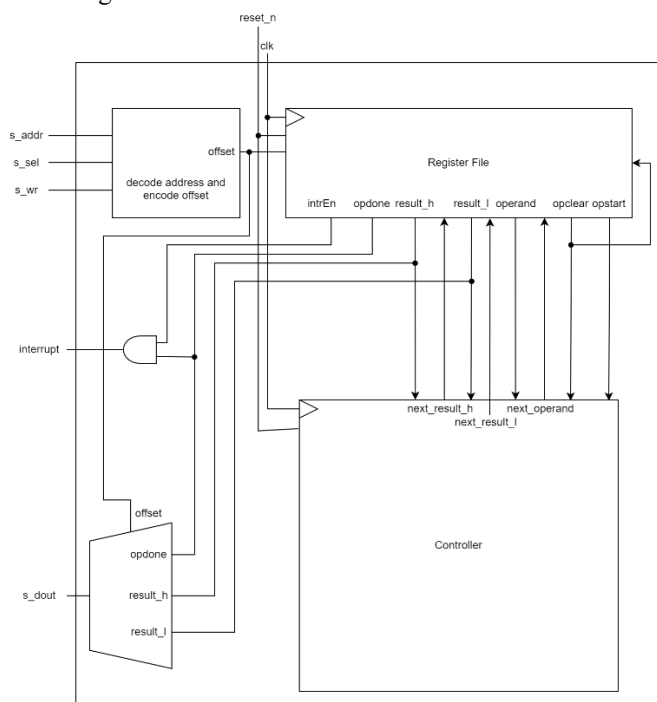 reset_n
clk
s_addr
s_sel
s_wr
offset
decode address and
encode offset
Register File
intrEn opdone result_h result_l operand opclear opstart
interrupt
next_result_h next_operand
next_result_l
offset
opdone
s_dout
result_h
result_l
Controller